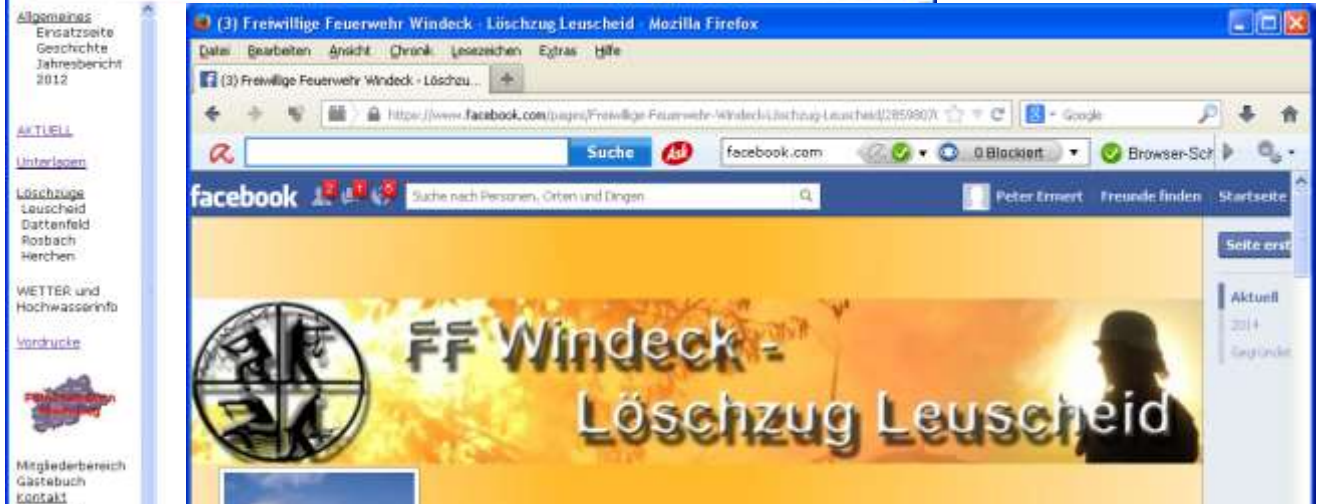 Allgemeines
Einsatzseite
Geschichte
Jahresbericht
2012
AKTUELL
Unterlagen
Löschzüge
Leuscheid
Dattenfeld
Rosbach
Herchen
WETTER und
Hochwasserinfo
Vordrucke
Mitgliederbereich
Gästebuch
Kontakt
(3) Freiwillige Feuerwehr Windeck - Löschzug Leuscheid - Mozilla Firefox
Datei Bearbeiten Ansicht Chronik Lesezeichen Extras Hilfe
(3) Freiwillige Feuerwehr Windeck - Löschzu...
https://www.facebook.com/pages/Freiwillige-Feuerwehr-Windeck-Löschzug-Leuscheid/ Google
Suche Ask facebook.com 0 Blockiert Browser-Sch
facebook 2 1 Suche nach Personen, Orten und Dingen Peter Ermert Freunde finden Startseite
Seite erst
Aktuell
2014
Gegründet
FF Windeck -
Löschzug Leuscheid